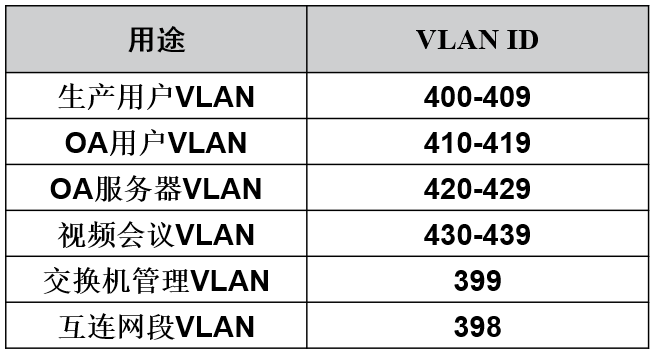 用途 VLAN ID
生产用户VLAN 400-409
OA用户VLAN 410-419
OA服务器VLAN 420-429
视频会议VLAN 430-439
交换机管理VLAN 399
互连网段VLAN 398